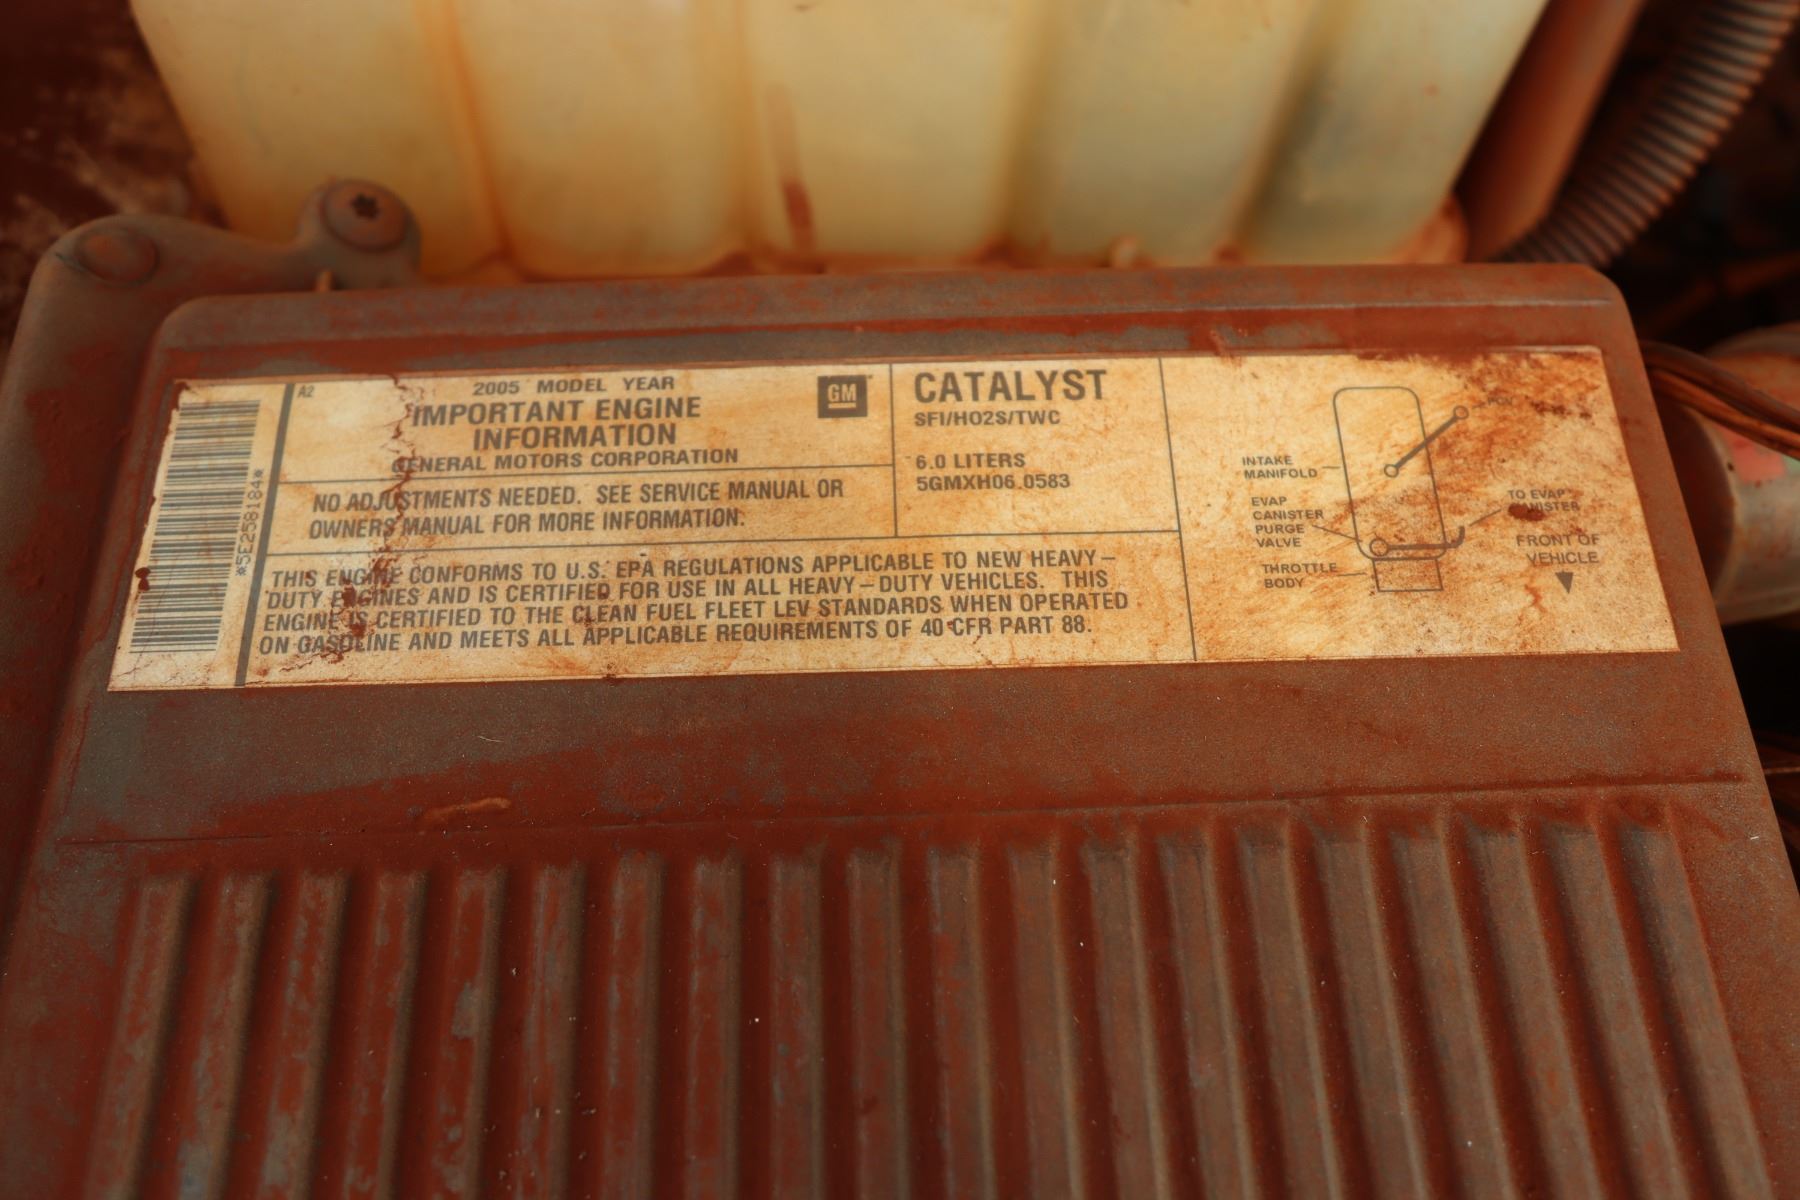 A2
2005 MODEL YEAR
IMPORTANT ENGINE
INFORMATION
GENERAL MOTORS CORPORATION
GM
NO ADJUSTMENTS NEEDED. SEE SERVICE MANUAL OR
OWNERS MANUAL FOR MORE INFORMATION.
CATALYST
SFI/HO2S/TWC
6.0 LITERS
5GMXH06.0583
THIS ENGINE CONFORMS TO U.S. EPA REGULATIONS APPLICABLE TO NEW HEAVY–
DUTY ENGINES AND IS CERTIFIED FOR USE IN ALL HEAVY–DUTY VEHICLES. THIS
ENGINE IS CERTIFIED TO THE CLEAN FUEL FLEET LEV STANDARDS WHEN OPERATED
ON GASOLINE AND MEETS ALL APPLICABLE REQUIREMENTS OF 40 CFR PART 88.
*5E258184*
PCV
INTAKE
MANIFOLD
EVAP
CANISTER
PURGE
VALVE
THROTTLE
BODY
TO EVAP
CANISTER
FRONT OF
VEHICLE